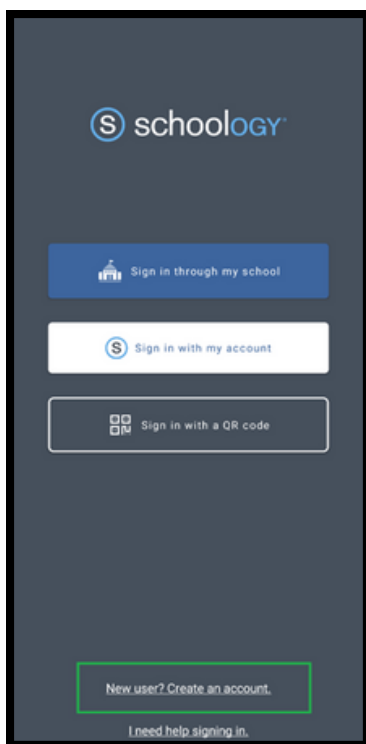 S schoology®
Sign in through my school
S Sign in with my account
Sign in with a QR code
New user? Create an account.
I need help signing in.